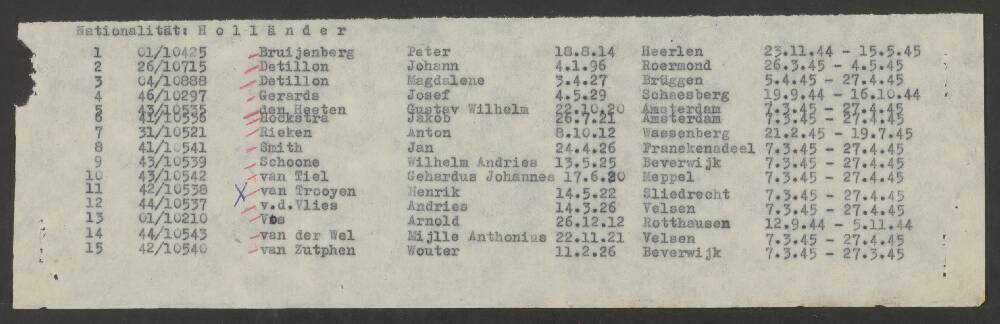 Nationalität: H o l l ä n d e r
1 01/10425 Bruijenberg Peter 18.8.14 Heerlen 23.11.44 - 15.5.45
2 26/10715 Detillon Johann 4.1.96 Roermond 26.3.45 - 4.5.45
3 04/10888 Detillon Magdalene 3.4.27 Brüggen 5.4.45 - 27.4.45
4 46/10297 Gerards Josef 4.5.29 Schaesberg 19.9.44 - 16.10.44
5 43/10535 den Heeten Gustav Wilhelm 22.10.20 Amsterdam 7.3.45 - 27.4.45
6 41/10536 Hockstra Jakob 26.7.21 Amsterdam 7.3.45 - 27.4.45
7 31/10521 Rieken Anton 8.10.12 Wassenberg 21.2.45 - 19.7.45
8 41/10541 Smith Jan 24.4.26 Franekenadeel 7.3.45 - 27.4.45
9 43/10539 Schoone Wilhelm Andries 13.5.25 Beverwijk 7.3.45 - 27.4.45
10 43/10542 van Tiel Gehardus Johannes 17.6.20 Meppel 7.3.45 - 27.4.45
11 42/10538 X van Trooyen Henrik 14.5.22 Sliedrecht 7.3.45 - 27.4.45
12 44/10537 v.d.Vlies Andries 14.3.26 Velsen 7.3.45 - 27.4.45
13 01/10210 Vos Arnold 26.12.12 Rotthausen 12.9.44 - 5.11.44
14 44/10543 van der Wel Mijlle Anthonius 22.11.21 Velsen 7.3.45 - 27.4.45
15 42/10540 van Zutphen Wouter 11.2.26 Beverwijk 7.3.45 - 27.3.45